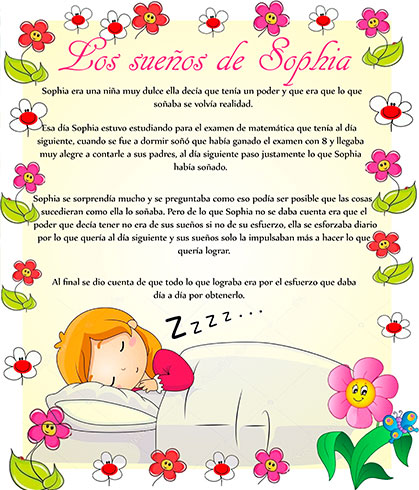 Los sueños de Sophia
Sophia era una niña muy dulce ella decía que tenía un poder y que era que lo que
soñaba se volvía realidad.
Esa día Sophia estuvo estudiando para el examen de matemática que tenía al día
siguiente, cuando se fue a dormir soñó que había ganado el examen con 8 y llegaba
muy alegre a contarle a sus padres, al día siguiente paso justamente lo que Sophia
había soñado.
Sophia se sorprendía mucho y se preguntaba como eso podía ser posible que las cosas
sucedieran como ella lo soñaba. Pero de lo que Sophia no se daba cuenta era que el
poder que decía tener no era de sus sueños si no de su esfuerzo, ella se esforzaba diario
por lo que quería al día siguiente y sus sueños solo la impulsaban más a hacer lo que
quería lograr.
Al final se dio cuenta de que todo lo que lograba era por el esfuerzo que daba
día a día por obtenerlo.
Zzzzz...